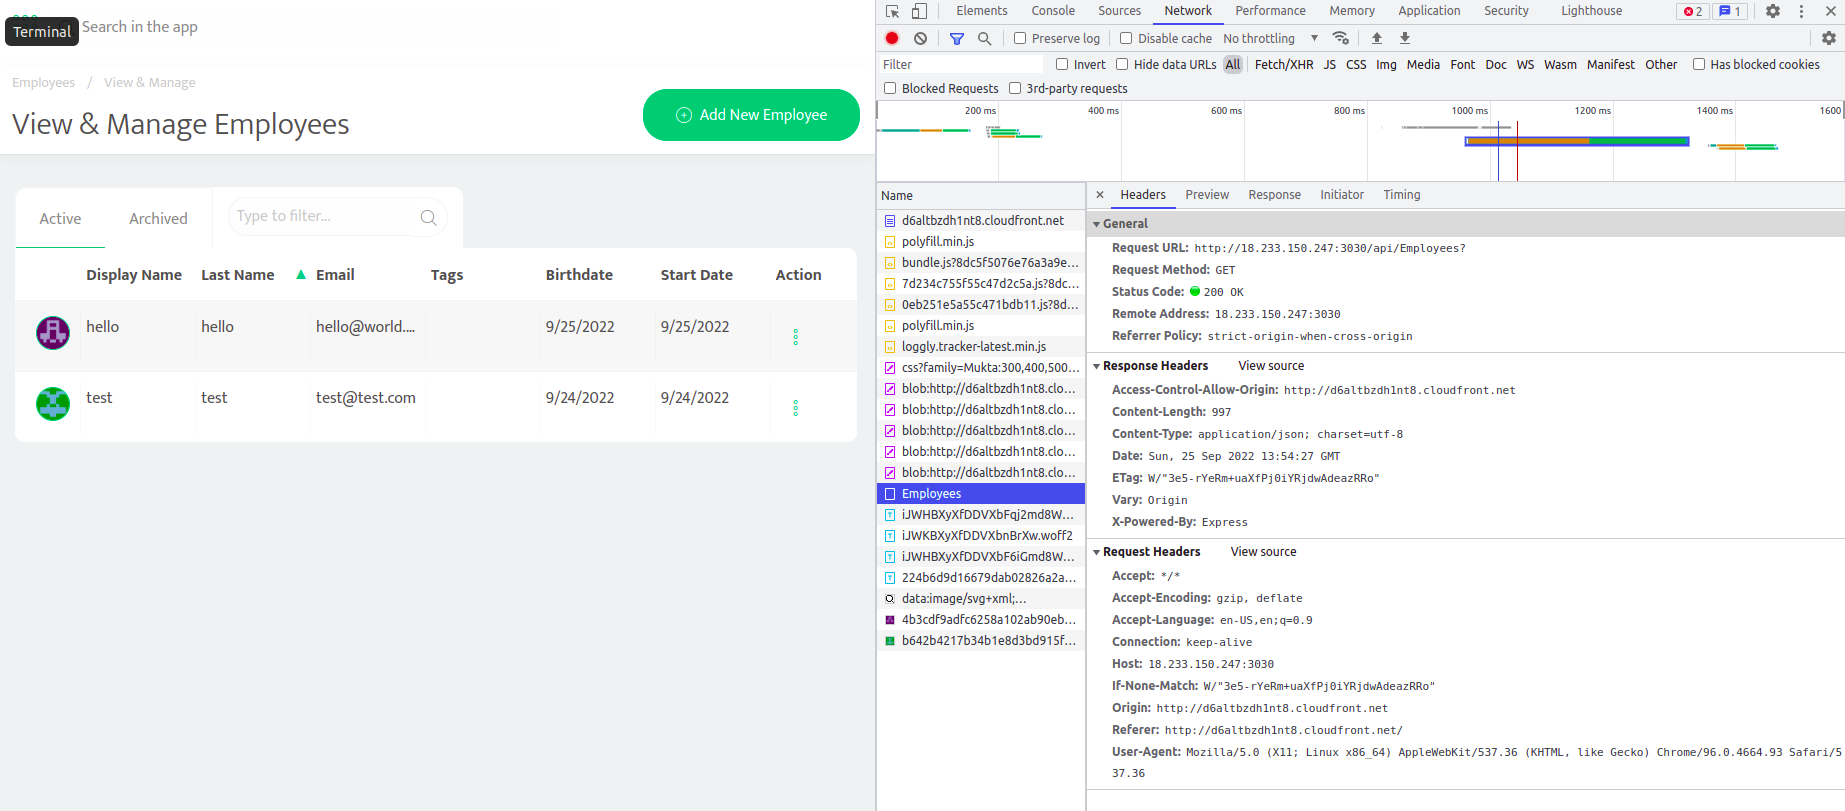 Terminal
Search in the app
Employees / View & Manage
View & Manage Employees
Add New Employee
Active Archived Type to filter...
Display Name Last Name Email Tags Birthdate Start Date Action
hello hello hello@world.... 9/25/2022 9/25/2022
test test test@test.com 9/24/2022 9/24/2022
Elements Console Sources Network Performance Memory Application Security Lighthouse 2 1
Preserve log Disable cache No throttling
Filter Invert Hide data URLs All Fetch/XHR JS CSS Img Media Font Doc WS Wasm Manifest Other Has blocked cookies
Blocked Requests 3rd-party requests
200 ms 400 ms 600 ms 800 ms 1000 ms 1200 ms 1400 ms 1600
Name
d6altbzdh1nt8.cloudfront.net
polyfill.min.js
bundle.js?8dc5f5076e76a3a9e...
7d234c755f55c47d2c5a.js?8dc...
0eb251e5a55c471bdb11.js?8d...
polyfill.min.js
loggly.tracker-latest.min.js
css?family=Mukta:300,400,500...
blob:http://d6altbzdh1nt8.clo...
blob:http://d6altbzdh1nt8.clo...
blob:http://d6altbzdh1nt8.clo...
blob:http://d6altbzdh1nt8.clo...
blob:http://d6altbzdh1nt8.clo...
Employees
iJWHBXyXfDDVXbFqj2md8W...
iJWKBXyXfDDVXbnBrXw.woff2
iJWHBXyXfDDVXbF6iGmd8W...
224b6d9d16679dab02826a2a...
data:image/svg+xml;...
4b3cdf9adfc6258a102ab90eb...
b642b4217b34b1e8d3bd915f...
Headers Preview Response Initiator Timing
General
Request URL: http://18.233.150.247:3030/api/Employees?
Request Method: GET
Status Code: 200 OK
Remote Address: 18.233.150.247:3030
Referrer Policy: strict-origin-when-cross-origin
Response Headers View source
Access-Control-Allow-Origin: http://d6altbzdh1nt8.cloudfront.net
Content-Length: 997
Content-Type: application/json; charset=utf-8
Date: Sun, 25 Sep 2022 13:54:27 GMT
ETag: W/"3e5-rYeRm+uaXfPj0iYRjdwAdeazRRo"
Vary: Origin
X-Powered-By: Express
Request Headers View source
Accept: */*
Accept-Encoding: gzip, deflate
Accept-Language: en-US,en;q=0.9
Connection: keep-alive
Host: 18.233.150.247:3030
If-None-Match: W/"3e5-rYeRm+uaXfPj0iYRjdwAdeazRRo"
Origin: http://d6altbzdh1nt8.cloudfront.net
Referer: http://d6altbzdh1nt8.cloudfront.net/
User-Agent: Mozilla/5.0 (X11; Linux x86_64) AppleWebKit/537.36 (KHTML, like Gecko) Chrome/96.0.4664.93 Safari/5
37.36